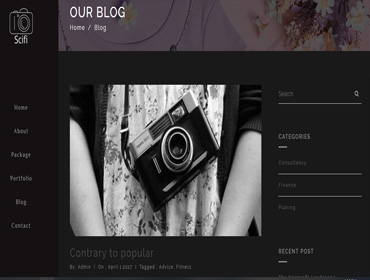 Scifi
Home
About
Package
Portfolio
Blog
Contact
OUR BLOG
Home / Blog
Contrary to popular
By Admin / On : April 1,2017 / Tagged : Advice, Fitness
Search
CATEGORIES
Consultancy
Finance
RECENT POST